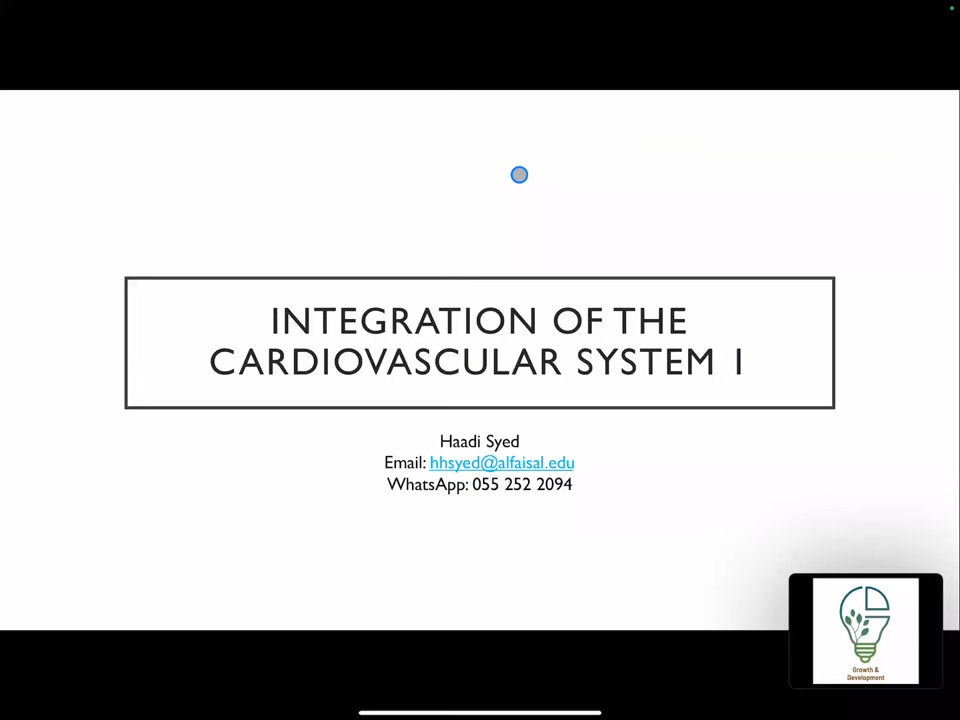 INTEGRATION OF THE
CARDIOVASCULAR SYSTEM 1
Haadi Syed
Email: hhsyed@alfaisal.edu
WhatsApp: 055 252 2094
Growth &
Development